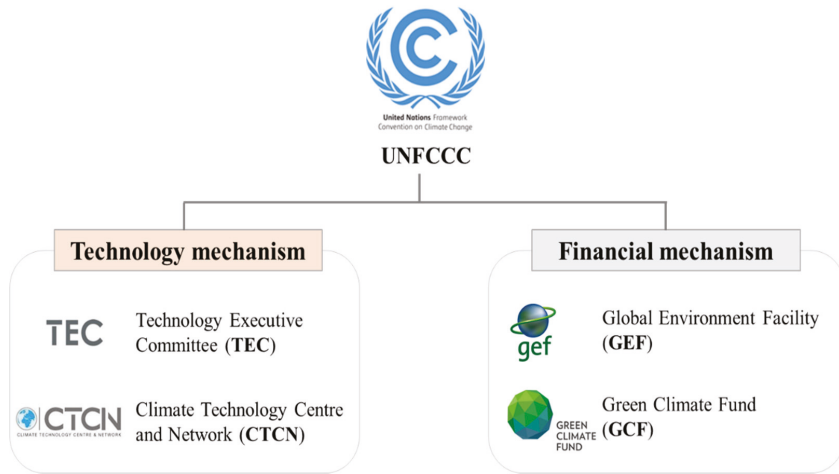 United Nations Framework
Convention on Climate Change
UNFCCC
Technology mechanism
TEC
Technology Executive
Committee (TEC)
CTCN
CLIMATE TECHNOLOGY CENTRE & NETWORK
Climate Technology Centre
and Network (CTCN)
Financial mechanism
gef
Global Environment Facility
(GEF)
GREEN
CLIMATE
FUND
Green Climate Fund
(GCF)